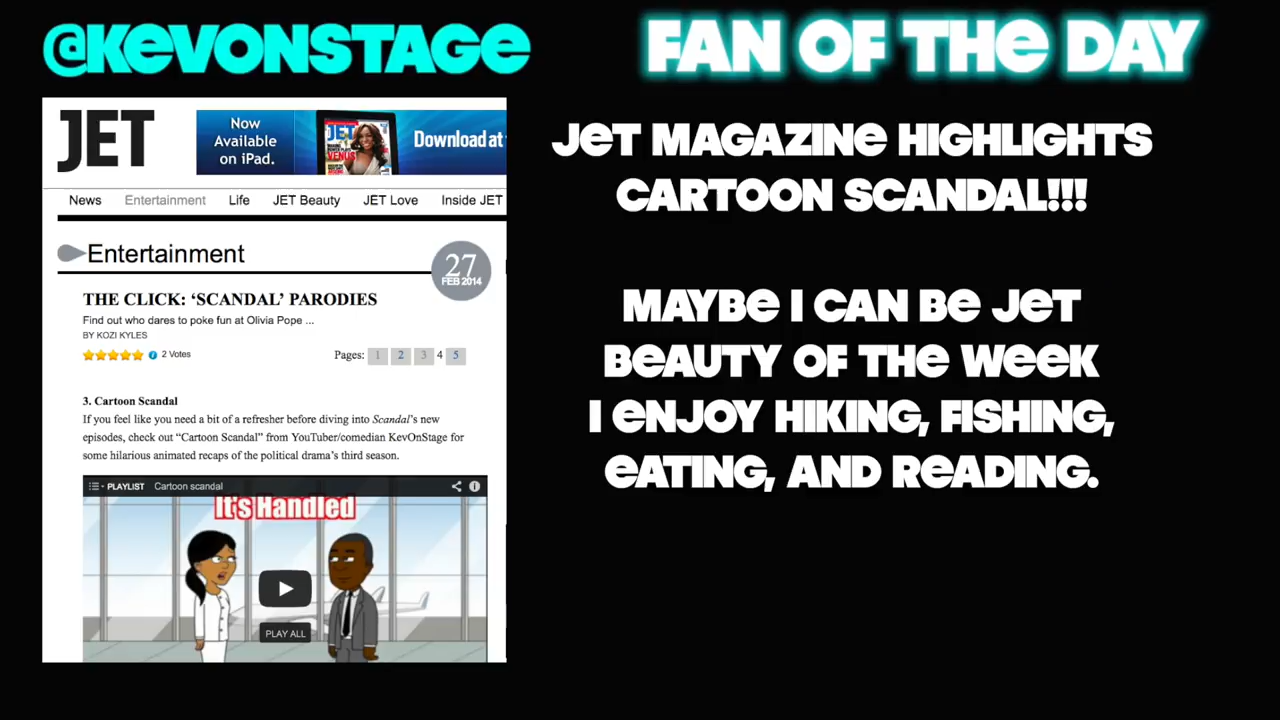 @KEVONSTAGE
FAN OF THE DAY
JET
Now
Available
on iPad.
JET
VENUS
Download at
News Entertainment Life JET Beauty JET Love Inside JET
Entertainment
27
FEB 2014
THE CLICK: ‘SCANDAL’ PARODIES
Find out who dares to poke fun at Olivia Pope ...
BY KOZI KYLES
2 Votes
Pages: 1 2 3 4 5
3. Cartoon Scandal
If you feel like you need a bit of a refresher before diving into Scandal’s new
episodes, check out “Cartoon Scandal” from YouTuber/comedian KevOnStage for
some hilarious animated recaps of the political drama’s third season.
PLAYLIST Cartoon scandal
It's Handled
PLAY ALL
JET MAGAZINE HIGHLIGHTS
CARTOON SCANDAL!!!
MAYBE I CAN BE JET
BEAUTY OF THE WEEK
I ENJOY HIKING, FISHING,
EATING, AND READING.